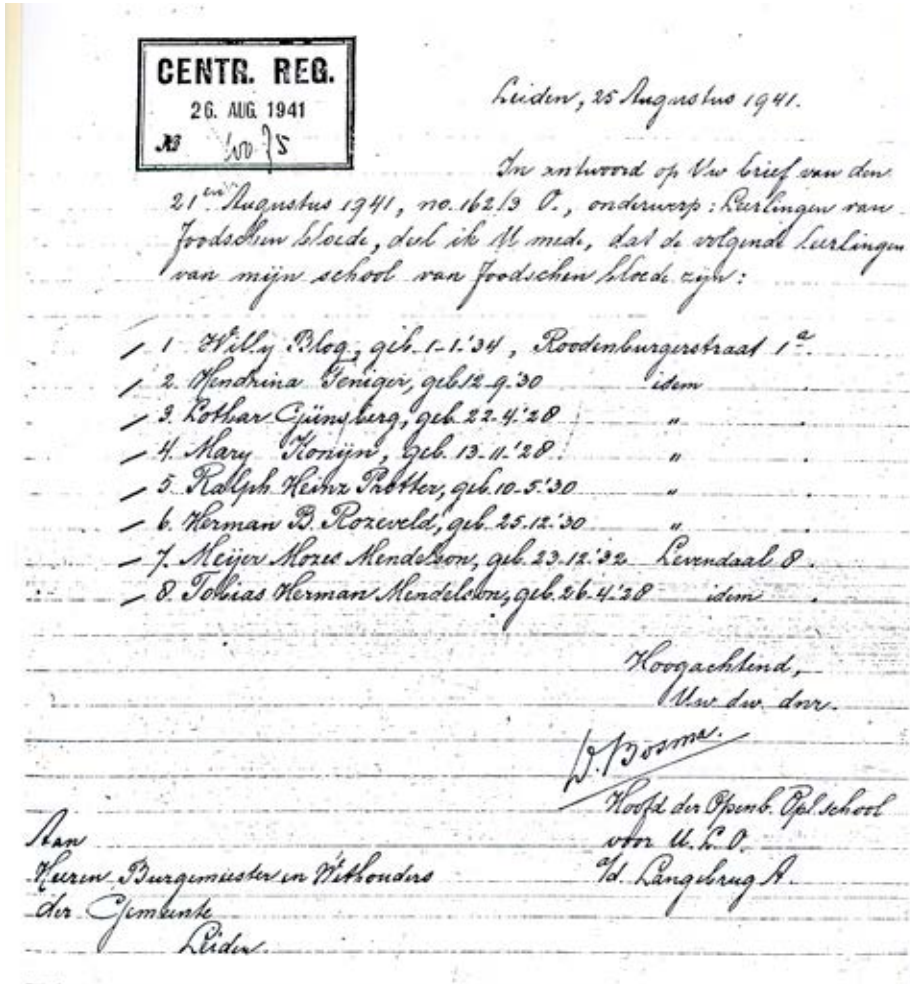 CENTR. REG.
26. AUG. 1941
№
Leiden, 25 Augustus 1941.
In antwoord op Uw brief van den
21en Augustus 1941, no. 162/3 O., onderwerp: Leerlingen van
Joodschen bloede, deel ik U mede, dat de volgende leerlingen
van mijn school van Joodschen bloede zijn:
1 Willy Blog, geb. 1-1-'34, Roodenburgerstraat 1a.
2. Hendrina Jeniger, geb. 12-9-'30 idem .
3. Lothar Günsberg, geb. 22-4-'28 " .
4. Mary Konijn, geb. 13-11-'28. " .
5. Ralph Heinz Protter, geb. 10-5-'30 " .
6. Herman B. Rozeveld, geb. 25-12-'30 " .
7. Meijer Mozes Mendelson, geb. 23-12-'32 Levendaal 8.
8. Tobias Herman Mendelson, geb. 26-4-'28 idem .
Hoogachtend,
Uw dw. dnr.
D. Bosma.
Hoofd der Openb. Opl. school
voor U. L. O.
a/d. Langebrug A.
Aan
Heeren Burgemeester en Wethouders
der Gemeente
Leiden.